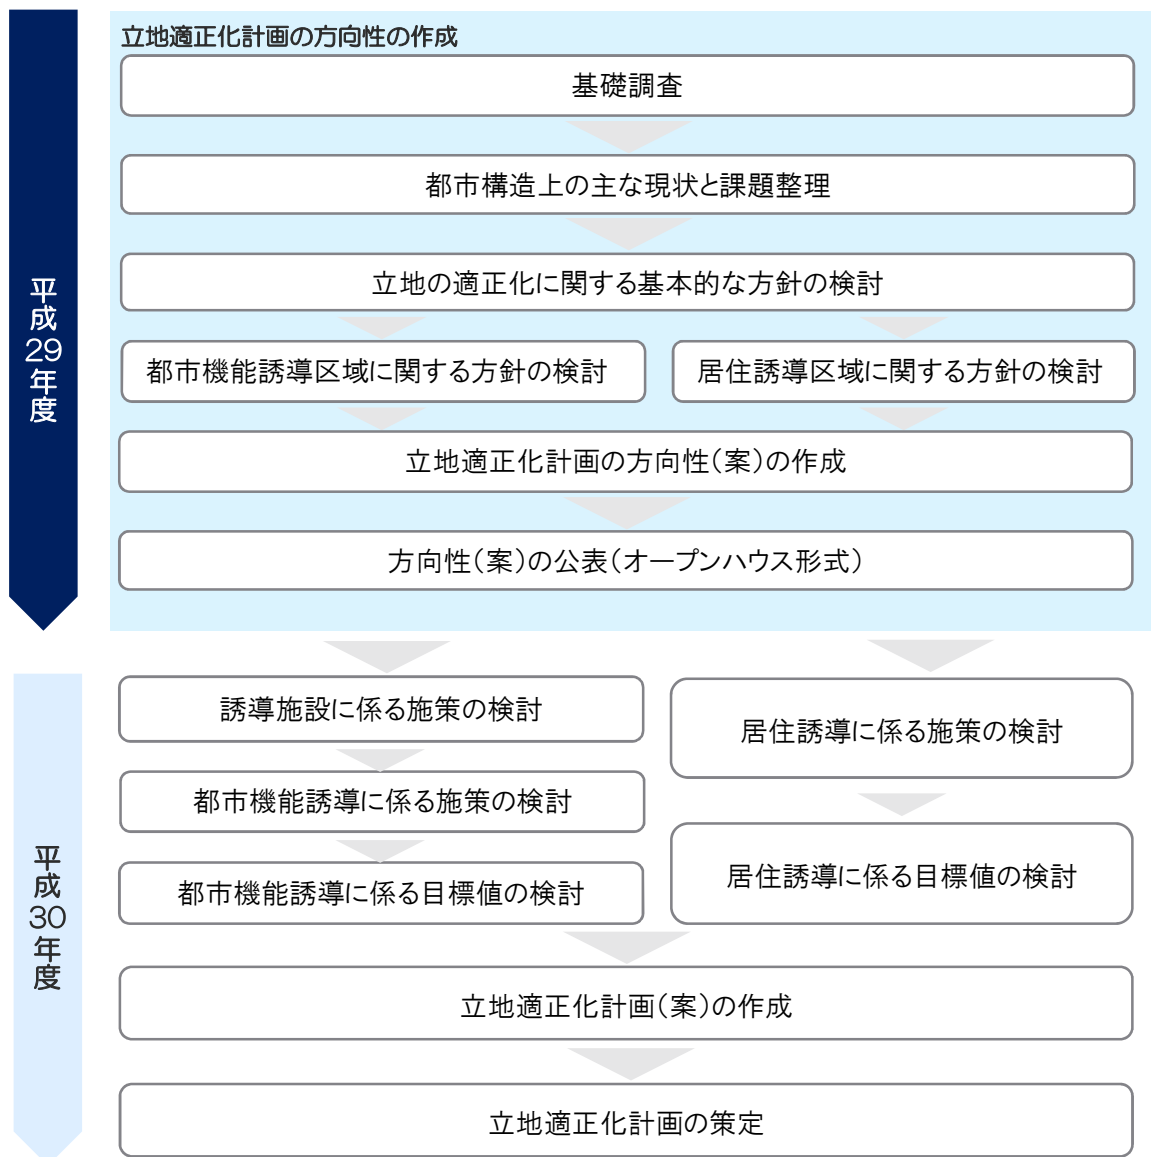 平成29年度
立地適正化計画の方向性の作成
基礎調査
都市構造上の主な現状と課題整理
立地の適正化に関する基本的な方針の検討
都市機能誘導区域に関する方針の検討
居住誘導区域に関する方針の検討
立地適正化計画の方向性(案)の作成
方向性(案)の公表(オープンハウス形式)
平成30年度
誘導施設に係る施策の検討
都市機能誘導に係る施策の検討
都市機能誘導に係る目標値の検討
居住誘導に係る施策の検討
居住誘導に係る目標値の検討
立地適正化計画(案)の作成
立地適正化計画の策定